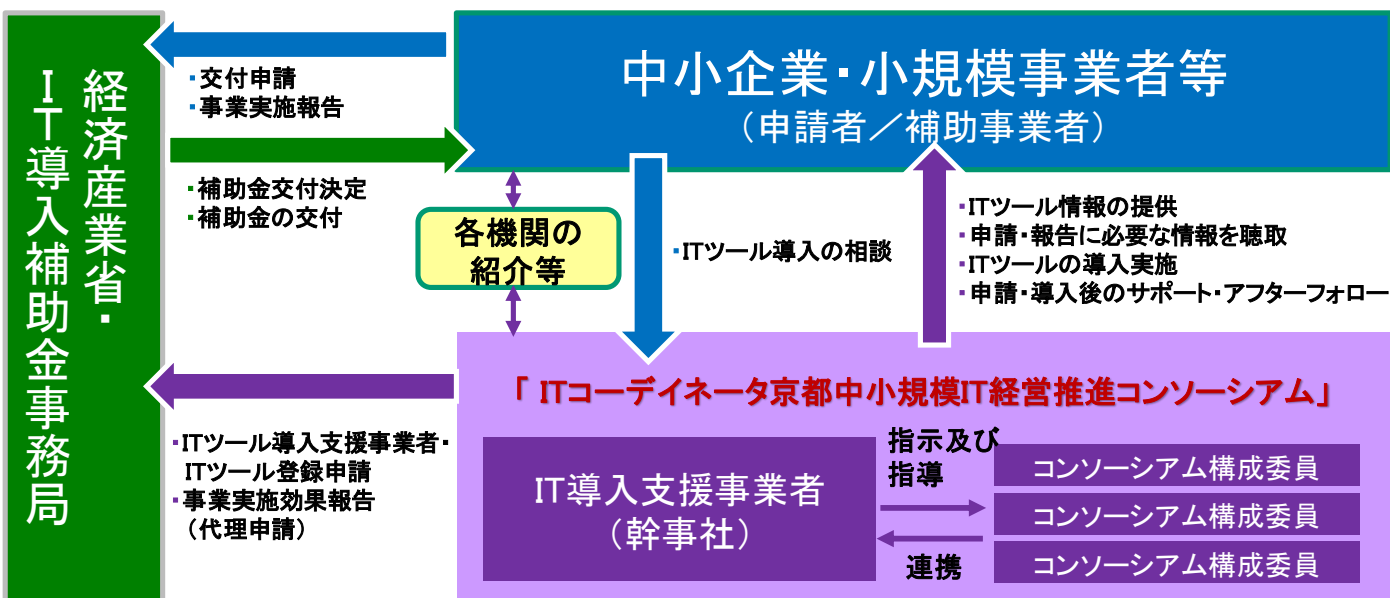 経済産業省・
IT導入補助金事務局
・交付申請
・事業実施報告
・補助金交付決定
・補助金の交付
中小企業・小規模事業者等
（申請者／補助事業者）
各機関の
紹介等
・ITツール導入の相談
・ITツール情報の提供
・申請・報告に必要な情報を聴取
・ITツールの導入実施
・申請・導入後のサポート・アフターフォロー
・ITツール導入支援事業者・
ITツール登録申請
・事業実施効果報告
（代理申請）
「 ITコーデイネータ京都中小規模IT経営推進コンソーシアム」
IT導入支援事業者
（幹事社）
指示及び
指導
連携
コンソーシアム構成委員
コンソーシアム構成委員
コンソーシアム構成委員